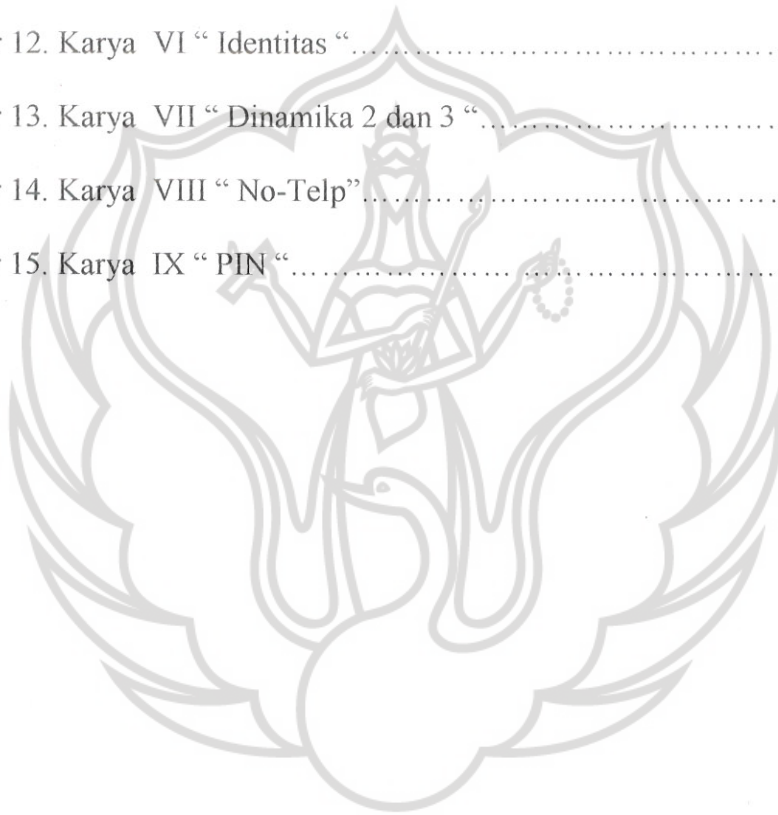 12. Karya VI “ Identitas “………………………………………
13. Karya VII “ Dinamika 2 dan 3 “………………………………
14. Karya VIII “ No-Telp”…………………...…………………
15. Karya IX “ PIN “……………………………………………